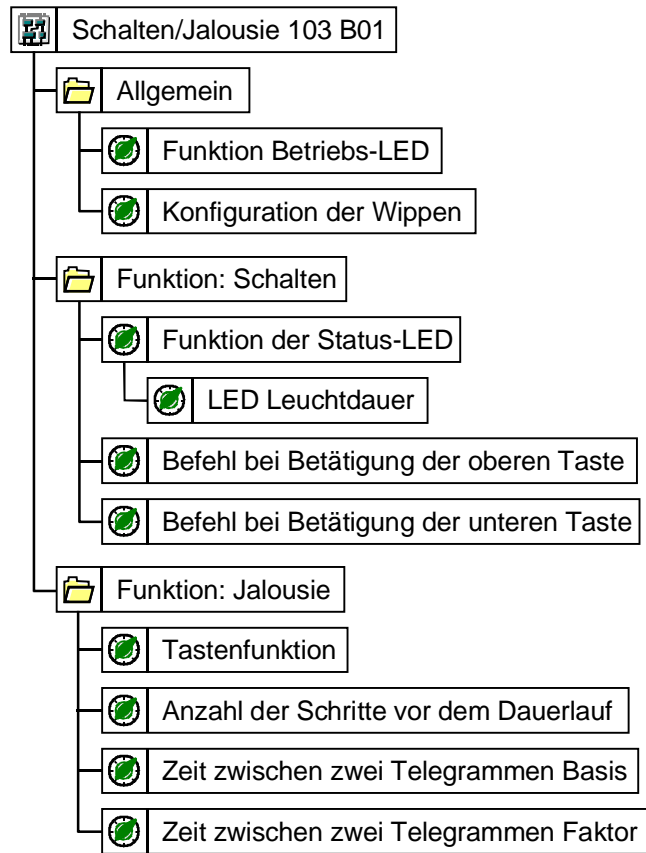 Schalten/Jalousie 103 B01
Allgemein
Funktion Betriebs-LED
Konfiguration der Wippen
Funktion: Schalten
Funktion der Status-LED
LED Leuchtdauer
Befehl bei Betätigung der oberen Taste
Befehl bei Betätigung der unteren Taste
Funktion: Jalousie
Tastenfunktion
Anzahl der Schritte vor dem Dauerlauf
Zeit zwischen zwei Telegrammen Basis
Zeit zwischen zwei Telegrammen Faktor